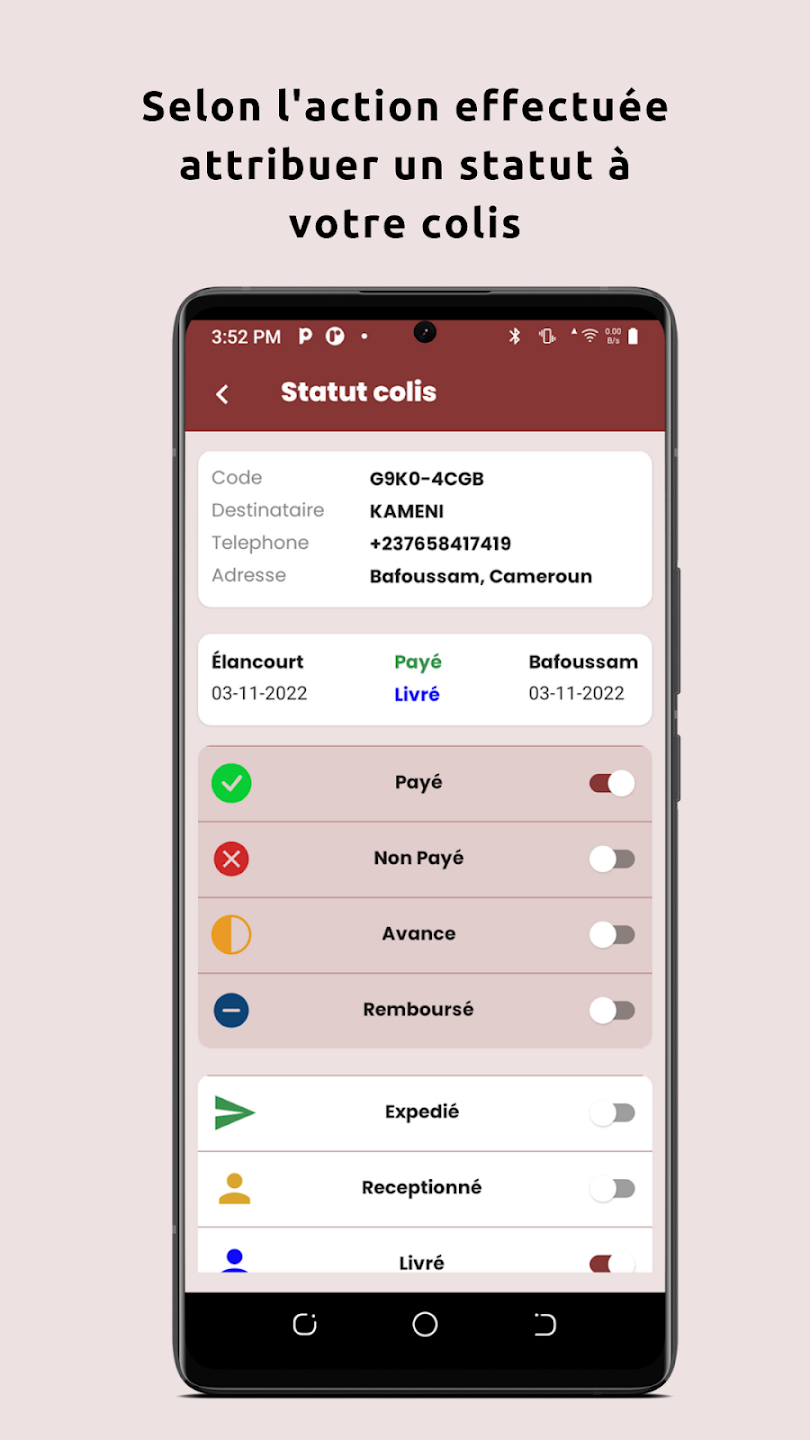 Selon l'action effectuée
attribuer un statut à
votre colis
3:52 PM 0.00 B/s
Statut colis
Code G9K0-4CGB
Destinataire KAMENI
Telephone +237658417419
Adresse Bafoussam, Cameroun
Élancourt Payé Bafoussam
03-11-2022 Livré 03-11-2022
Payé
Non Payé
Avance
Remboursé
Expedié
Receptionné
Livré